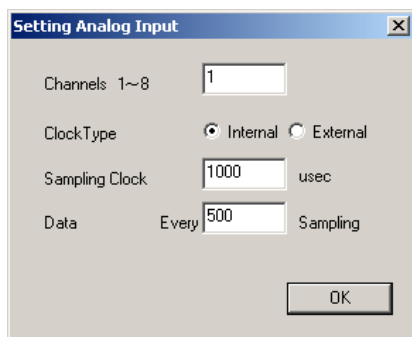 Setting Analog Input
Channels 1~8 1
ClockType Internal External
Sampling Clock 1000 usec
Data Every 500 Sampling
OK